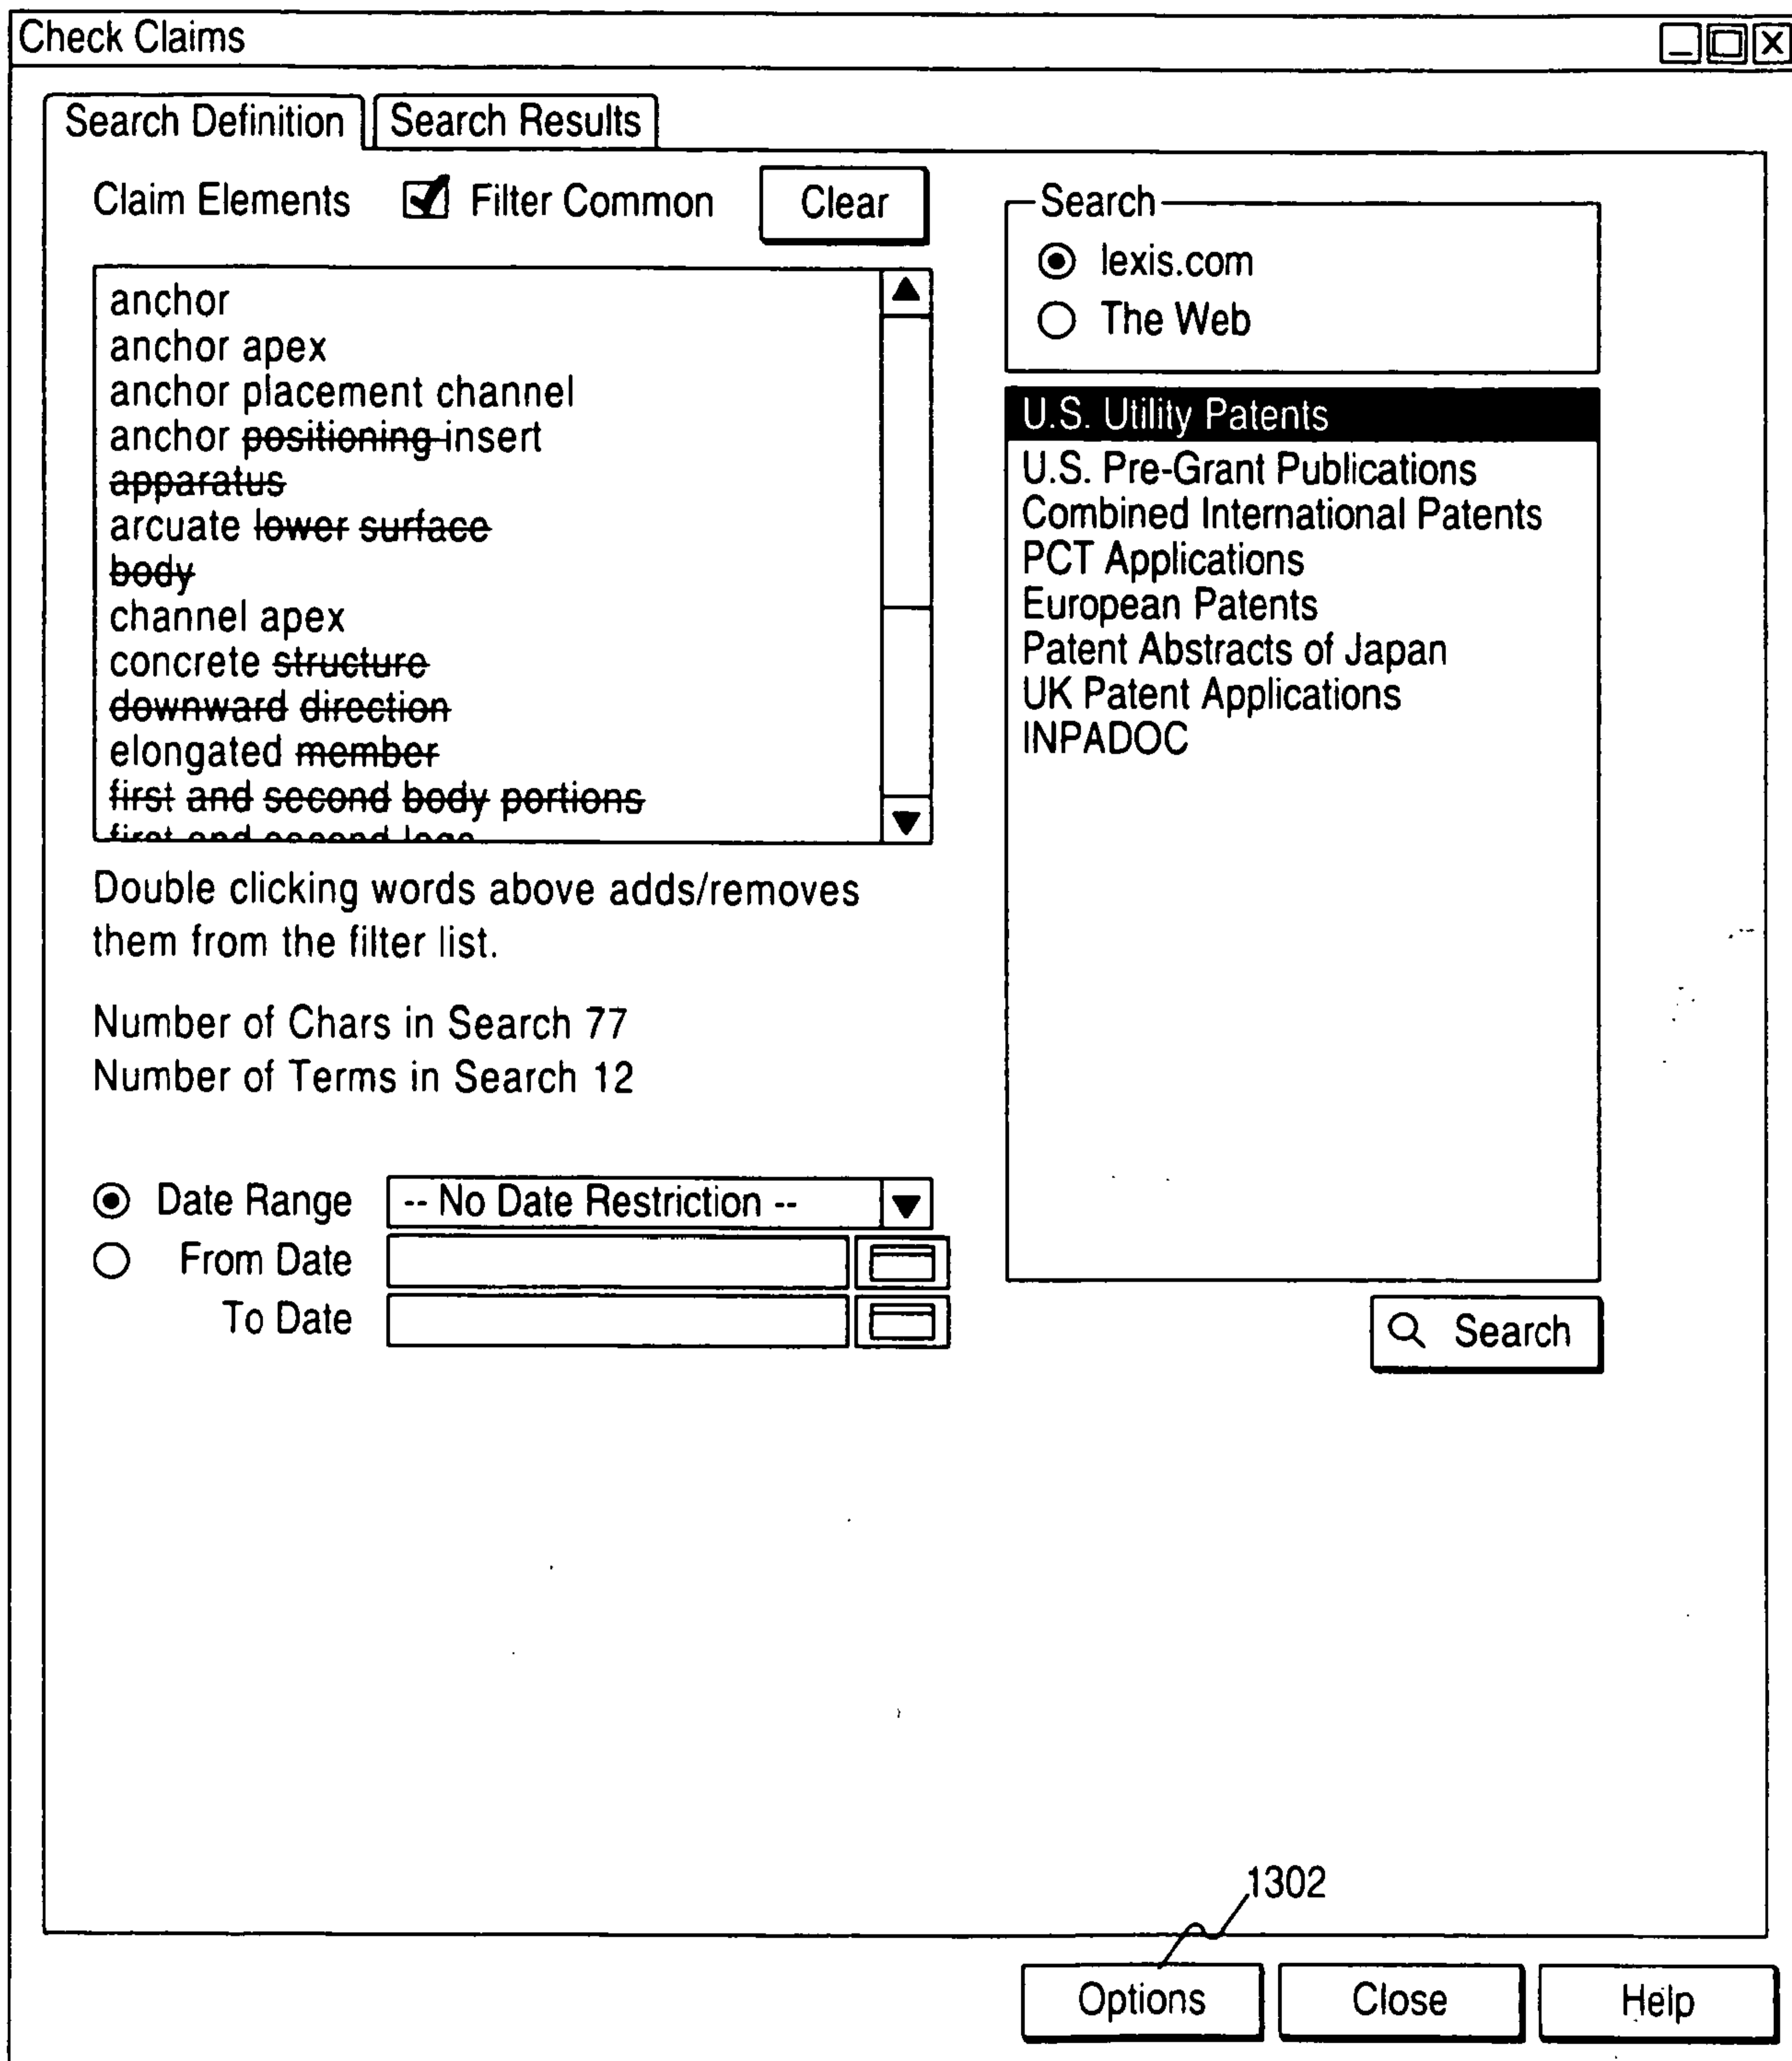 Check Claims
Search Definition
Search Results
Claim Elements
Filter Common
Clear
anchor
anchor apex
anchor placement channel
anchor positioning insert
apparatus
arcuate lower surface
body
channel apex
concrete structure
downward direction
elongated member
first and second body portions
first and second legs
Double clicking words above adds/removes
them from the filter list.
Number of Chars in Search 77
Number of Terms in Search 12
Date Range
-- No Date Restriction --
From Date
To Date
Search
lexis.com
The Web
U.S. Utility Patents
U.S. Pre-Grant Publications
Combined International Patents
PCT Applications
European Patents
Patent Abstracts of Japan
UK Patent Applications
INPADOC
Search
1302
Options
Close
Help